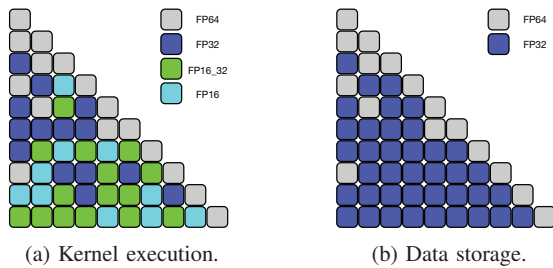 FP64
FP32
FP16_32
FP16
FP64
FP32
(a) Kernel execution.
(b) Data storage.